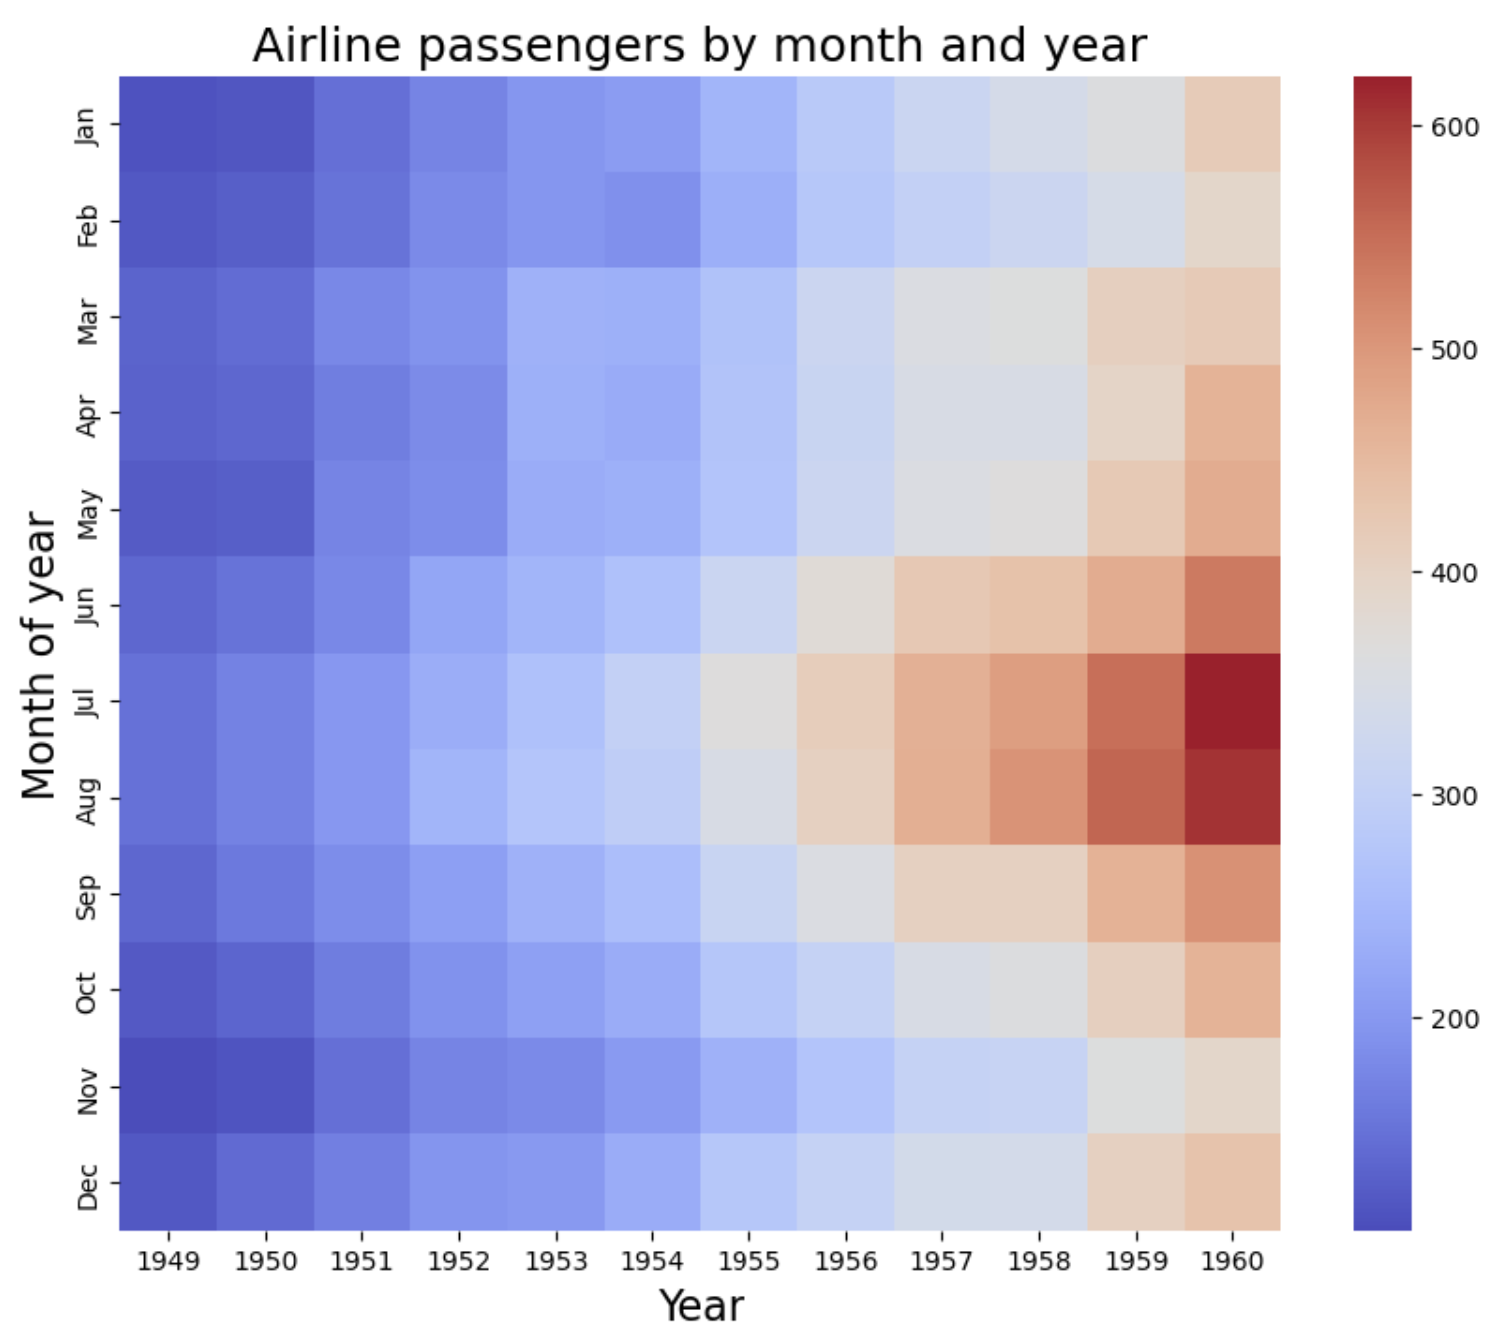 Airline passengers by month and year
Month of year
Jan
Feb
Mar
Apr
May
Jun
Jul
Aug
Sep
Oct
Nov
Dec
1949 1950 1951 1952 1953 1954 1955 1956 1957 1958 1959 1960
Year
600
500
400
300
200